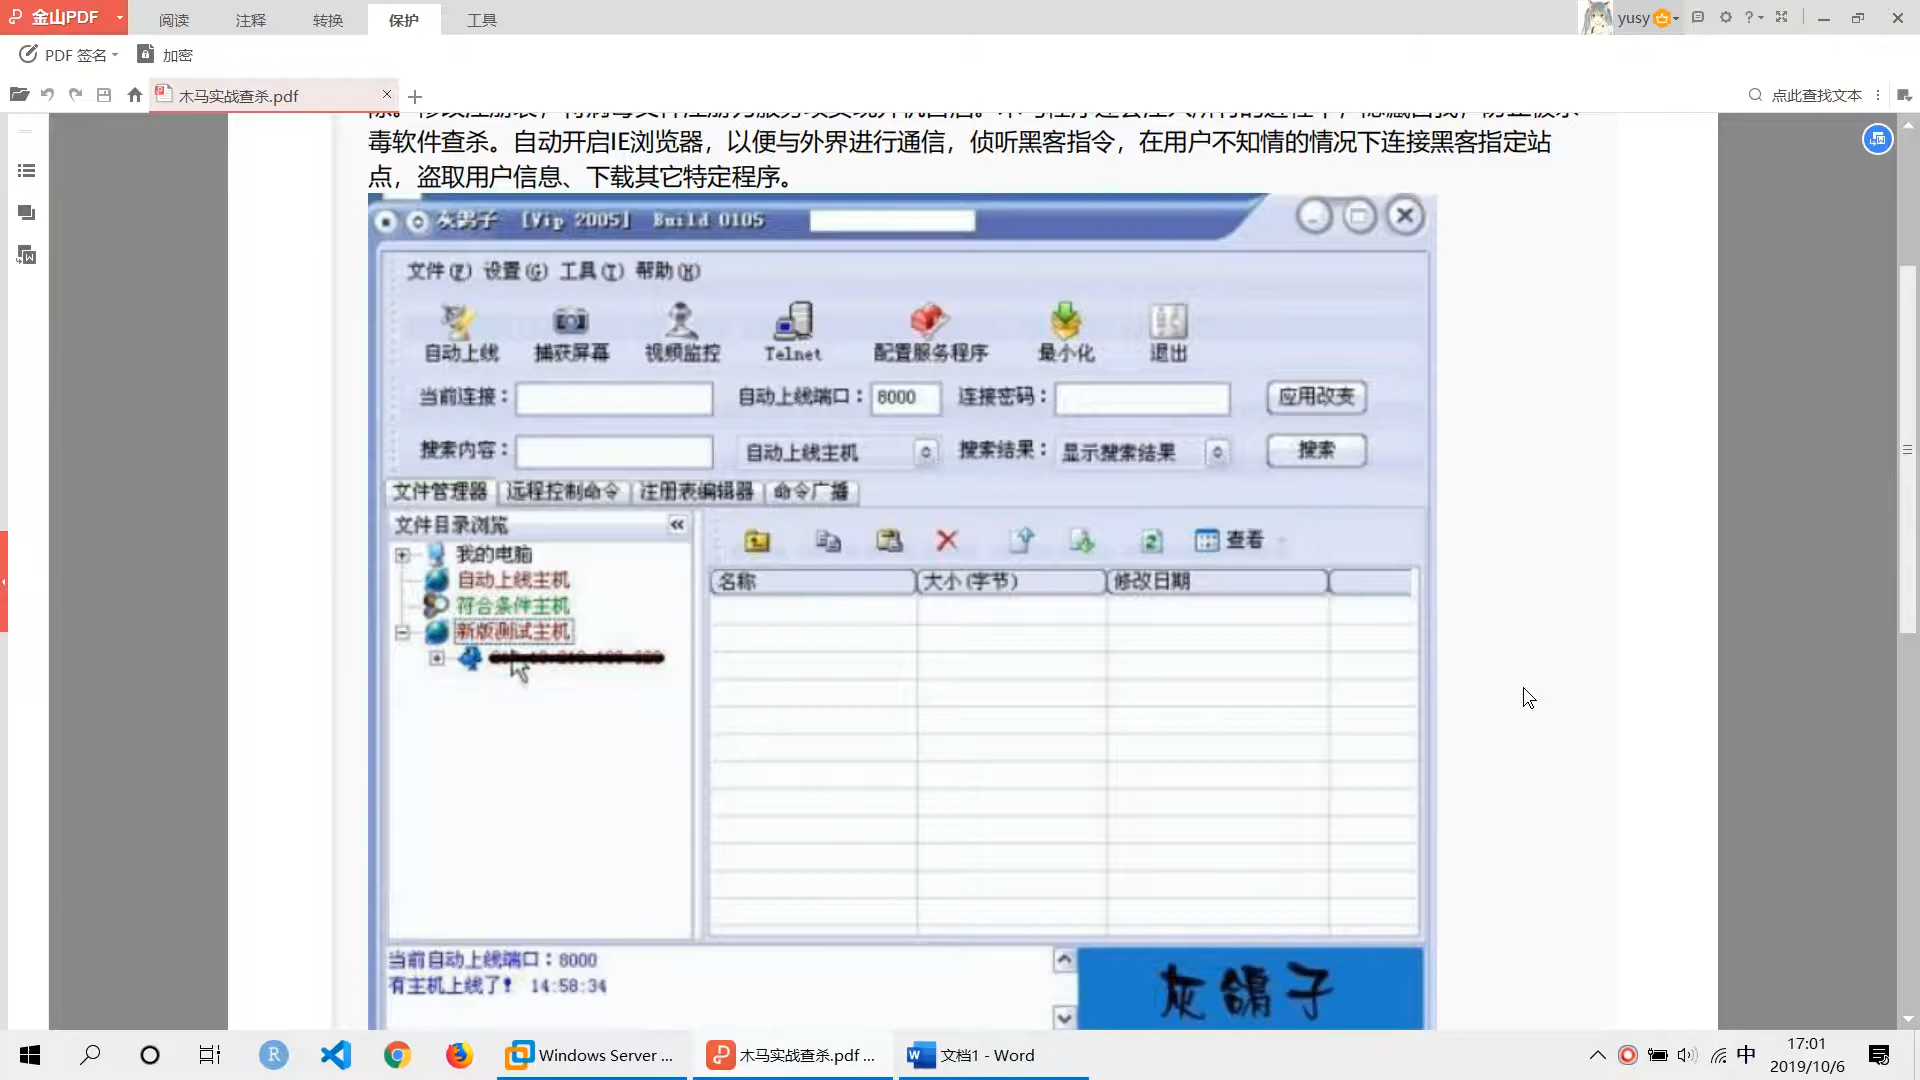 金山PDF
阅读
注释
转换
保护
工具
yusy
PDF 签名
加密
木马实战查杀.pdf
点此查找文本
毒软件查杀。自动开启IE浏览器，以便与外界进行通信，侦听黑客指令，在用户不知情的情况下连接黑客指定站
点，盗取用户信息、下载其它特定程序。
灰鸽子 [Vip 2005] Build 0105
文件(F) 设置(G) 工具(T) 帮助(H)
自动上线
捕获屏幕
视频监控
Telnet
配置服务程序
最小化
退出
当前连接：
自动上线端口：
8000
连接密码：
应用改变
搜索内容：
自动上线主机
搜索结果：
显示搜索结果
搜索
文件管理器
远程控制命令
注册表编辑器
命令广播
文件目录浏览
查看
我的电脑
自动上线主机
符合条件主机
新版测试主机
名称
大小(字节)
修改日期
当前自动上线端口：8000
有主机上线了！ 14:58:34
灰鸽子
Windows Server ...
木马实战查杀.pdf ...
文档1 - Word
中
17:01
2019/10/6